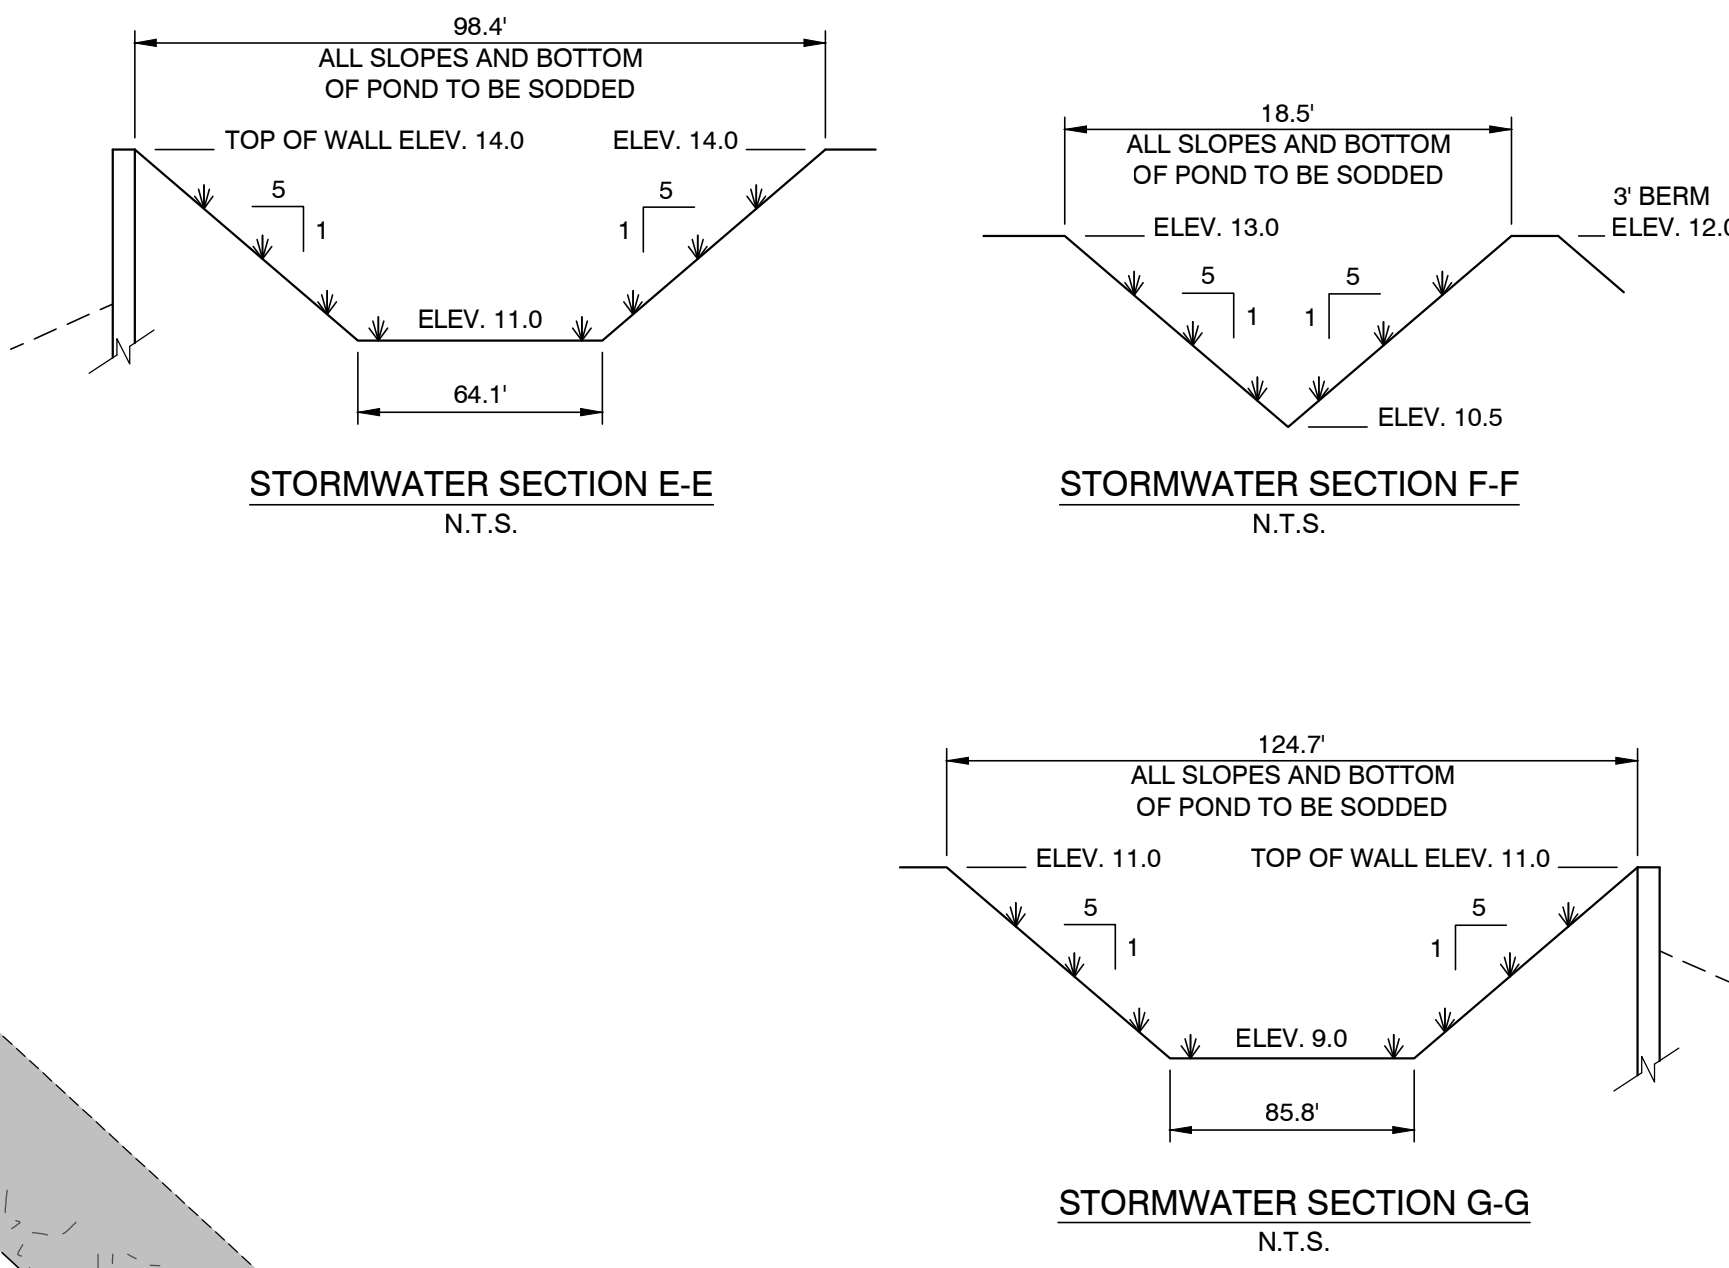 98.4'
ALL SLOPES AND BOTTOM
OF POND TO BE SODDED
TOP OF WALL ELEV. 14.0
ELEV. 14.0
5
1
5
1
ELEV. 11.0
64.1'
STORMWATER SECTION E-E
N.T.S.
18.5'
ALL SLOPES AND BOTTOM
OF POND TO BE SODDED
3' BERM
ELEV. 13.0
ELEV. 12.0
5
1
5
1
ELEV. 10.5
STORMWATER SECTION F-F
N.T.S.
124.7'
ALL SLOPES AND BOTTOM
OF POND TO BE SODDED
ELEV. 11.0
TOP OF WALL ELEV. 11.0
5
1
5
1
ELEV. 9.0
85.8'
STORMWATER SECTION G-G
N.T.S.